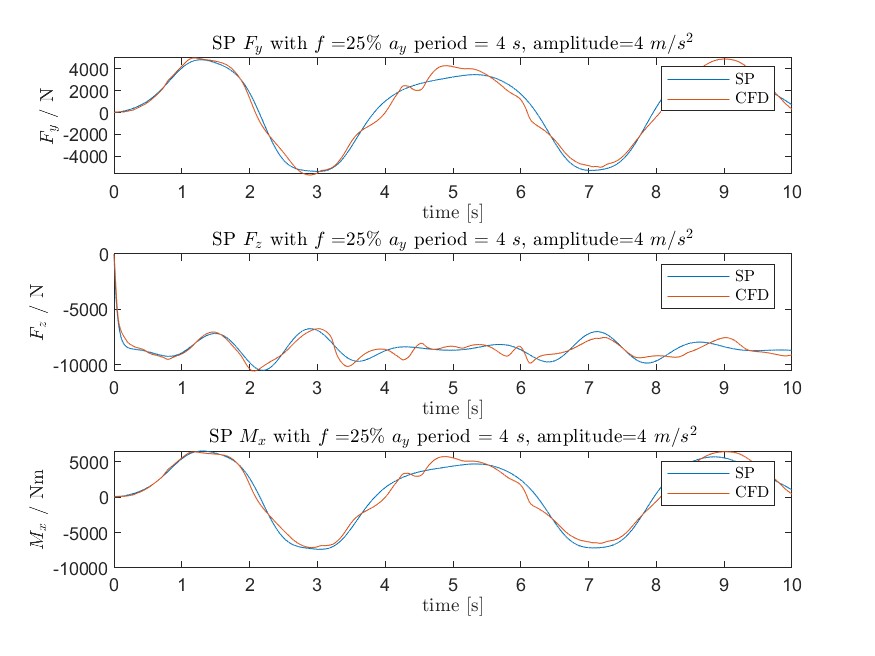 SP F_y with f =25% a_y period = 4 s, amplitude=4 m/s^2
4000
2000
0
-2000
-4000
F_y / N
SP
CFD
0 1 2 3 4 5 6 7 8 9 10
time [s]
SP F_z with f =25% a_y period = 4 s, amplitude=4 m/s^2
0
-5000
-10000
F_z / N
SP
CFD
0 1 2 3 4 5 6 7 8 9 10
time [s]
SP M_x with f =25% a_y period = 4 s, amplitude=4 m/s^2
5000
0
-5000
-10000
M_x / Nm
SP
CFD
0 1 2 3 4 5 6 7 8 9 10
time [s]